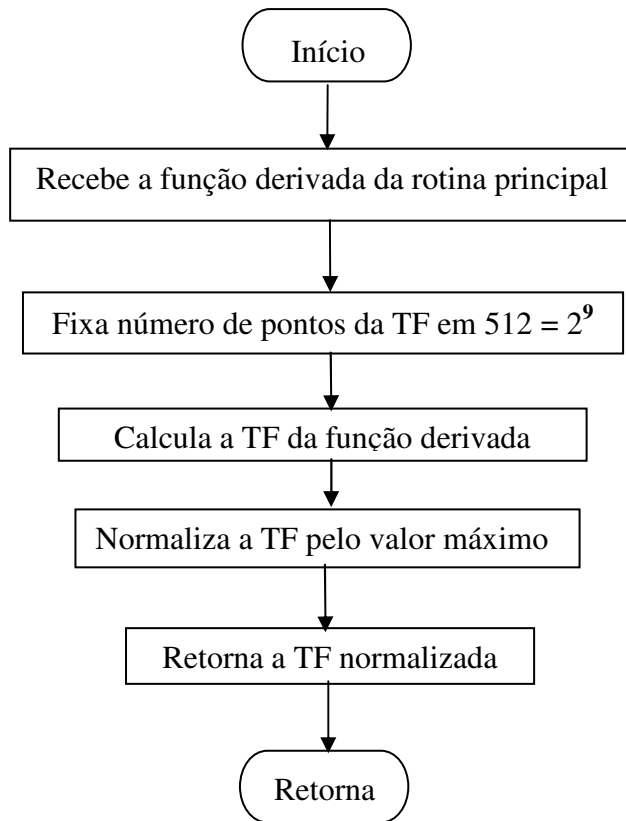 Início
Recebe a função derivada da rotina principal
Fixa número de pontos da TF em 512 = 2⁹
Calcula a TF da função derivada
Normaliza a TF pelo valor máximo
Retorna a TF normalizada
Retorna